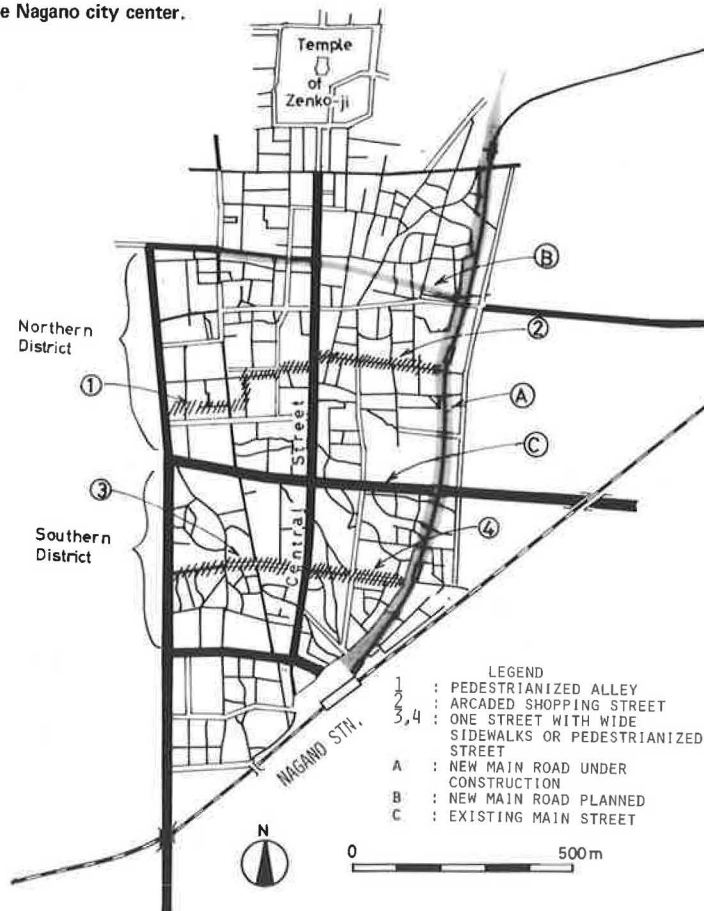 e Nagano city center.
Temple
of
Zenko-ji
B
Northern
District
2
1
A
C
Central Street
3
Southern
District
4
LEGEND
1 : PEDESTRIANIZED ALLEY
2 : ARCADED SHOPPING STREET
3,4 : ONE STREET WITH WIDE
SIDEWALKS OR PEDESTRIANIZED
STREET
A : NEW MAIN ROAD UNDER
CONSTRUCTION
B : NEW MAIN ROAD PLANNED
C : EXISTING MAIN STREET
NAGANO STN.
N
0 500m